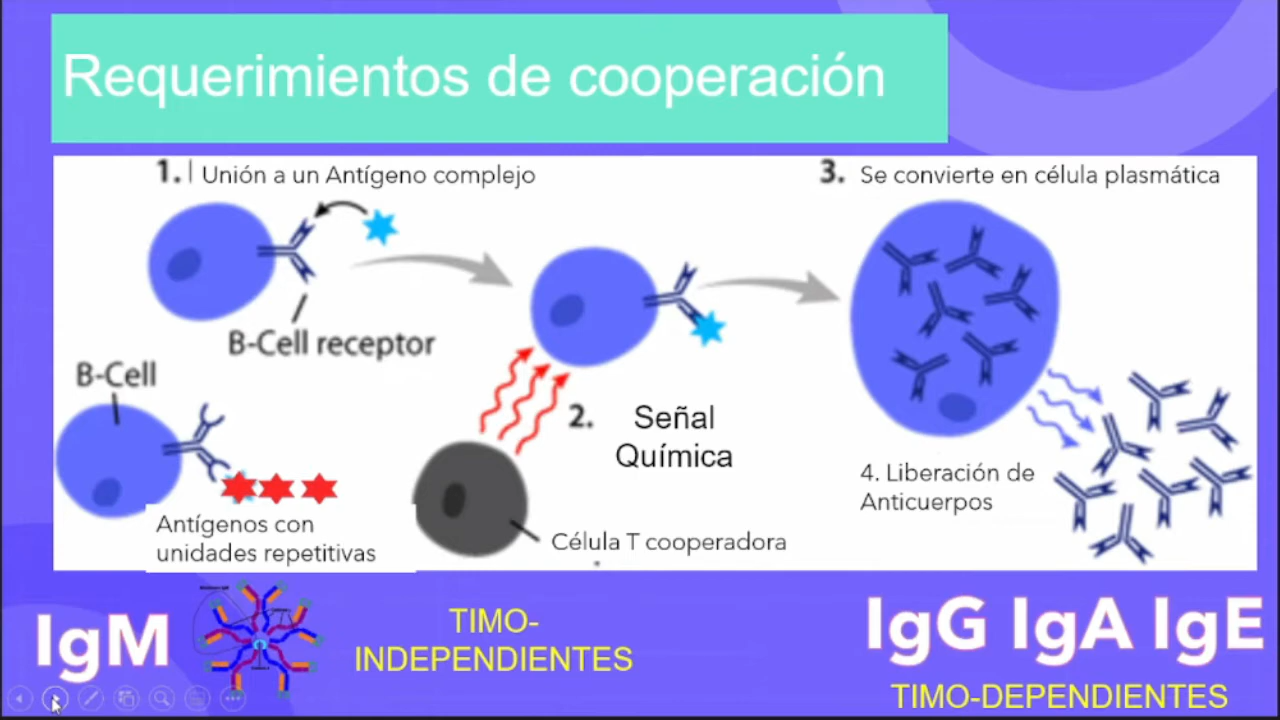 Requerimientos de cooperación
1. Unión a un Antígeno complejo
3. Se convierte en célula plasmática
B-Cell receptor
B-Cell
2. Señal
Química
4. Liberación de
Anticuerpos
Antígenos con
unidades repetitivas
Célula T cooperadora
IgM
TIMO-
INDEPENDIENTES
IgG IgA IgE
TIMO-DEPENDIENTES